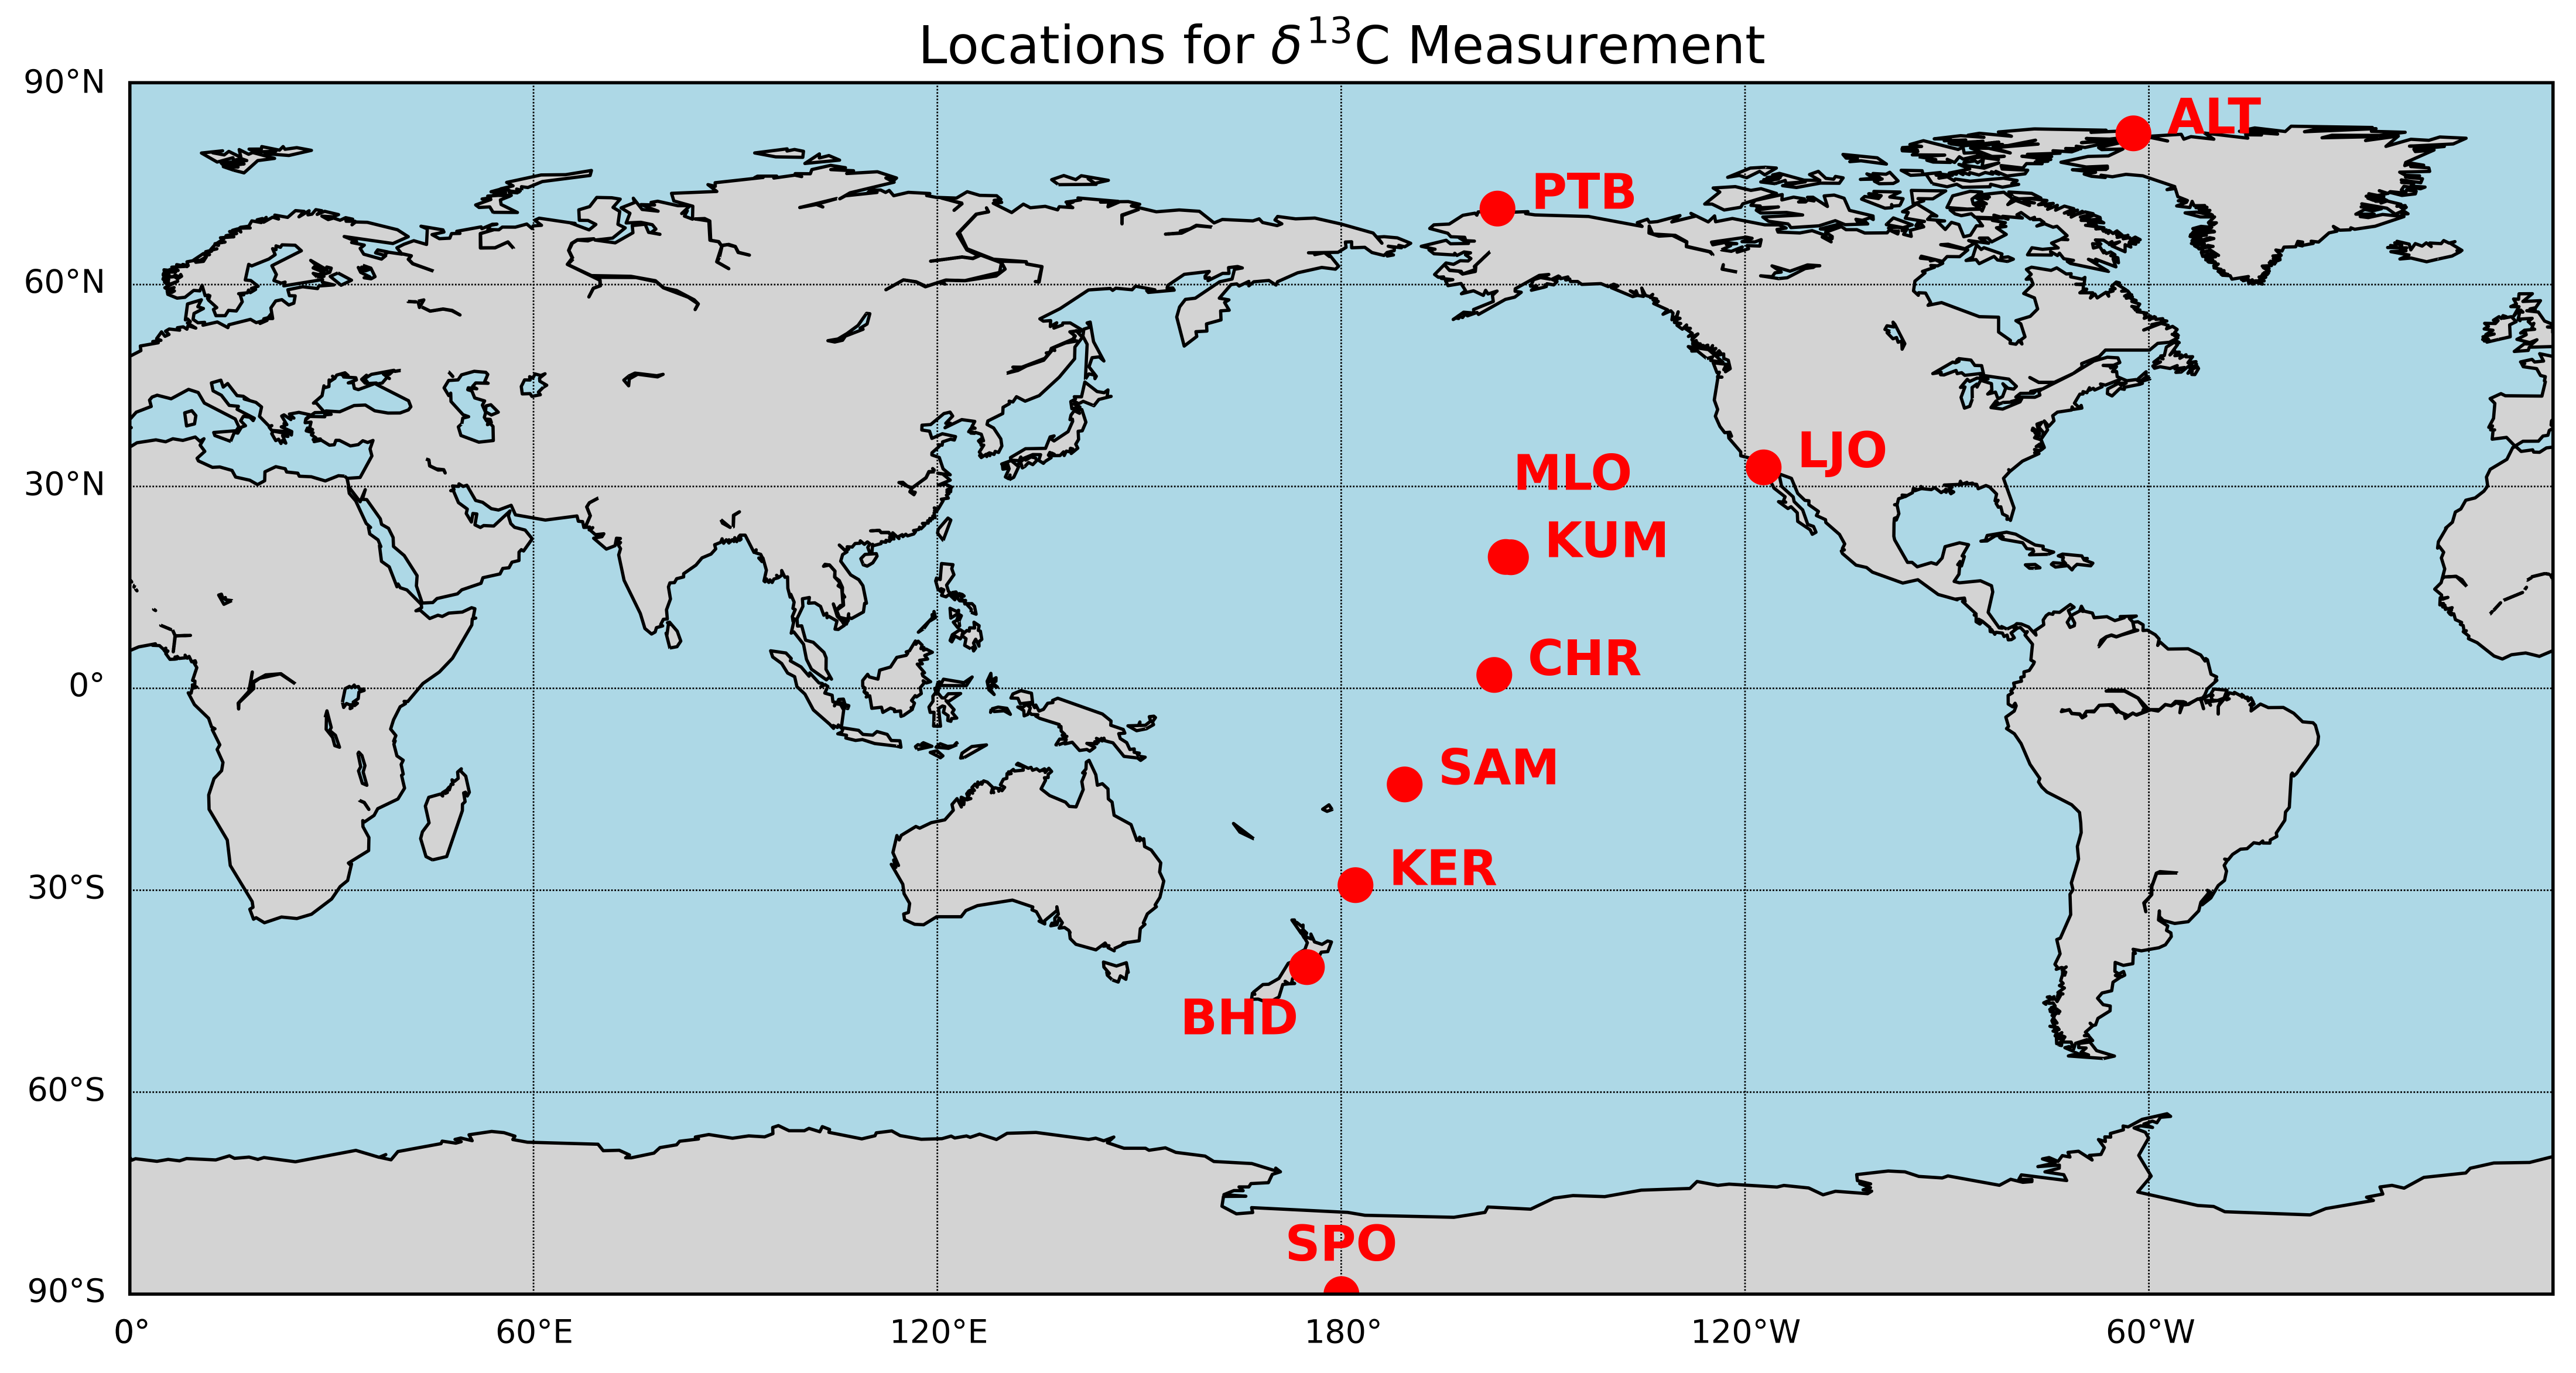 Locations for δ¹³C Measurement
90°N
ALT
PTB
60°N
LJO
MLO
30°N
KUM
CHR
0°
SAM
KER
30°S
BHD
60°S
SPO
90°S
0° 60°E 120°E 180° 120°W 60°W